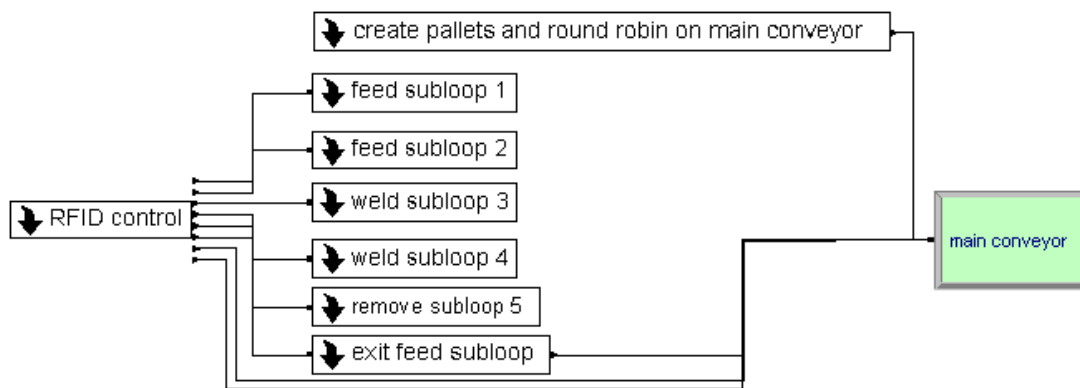 create pallets and round robin on main conveyor
feed subloop 1
feed subloop 2
weld subloop 3
RFID control
main conveyor
weld subloop 4
remove subloop 5
exit feed subloop